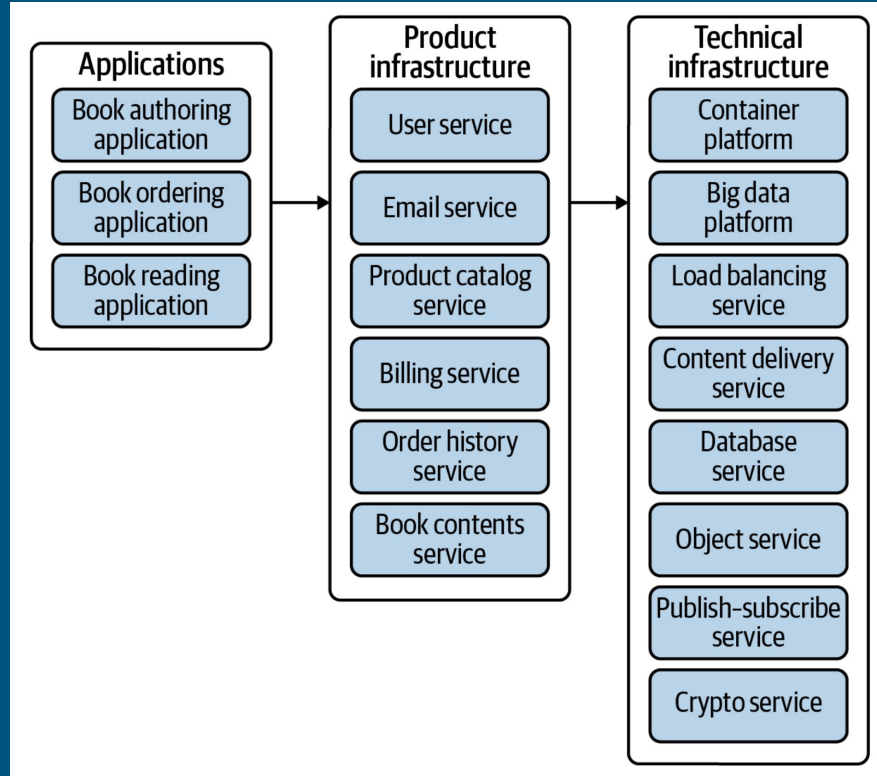 Applications
Book authoring
application
Book ordering
application
Book reading
application
Product
infrastructure
User service
Email service
Product catalog
service
Billing service
Order history
service
Book contents
service
Technical
infrastructure
Container
platform
Big data
platform
Load balancing
service
Content delivery
service
Database
service
Object service
Publish–subscribe
service
Crypto service